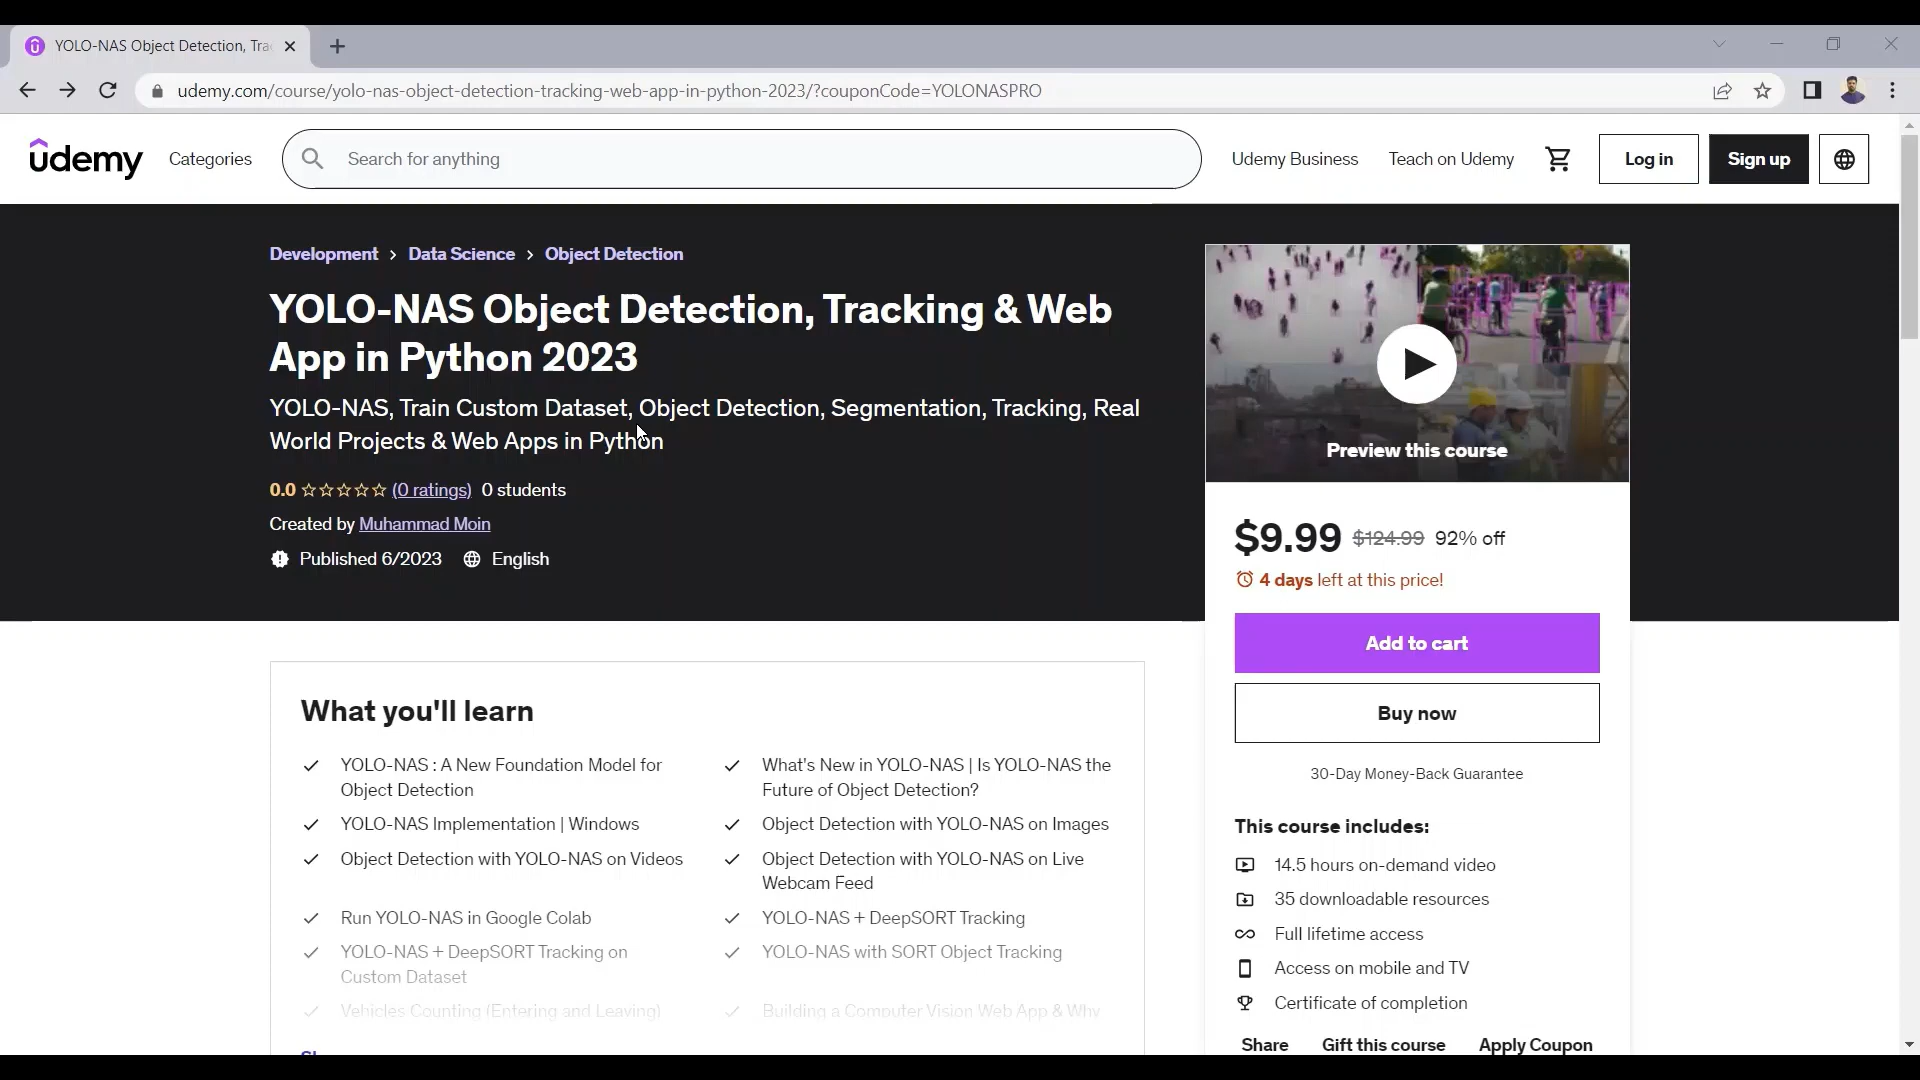 YOLO-NAS Object Detection, Tra
udemy.com/course/yolo-nas-object-detection-tracking-web-app-in-python-2023/?couponCode=YOLONASPRO
udemy
Categories
Search for anything
Udemy Business
Teach on Udemy
Log in
Sign up
Development > Data Science > Object Detection
YOLO-NAS Object Detection, Tracking & Web
App in Python 2023
YOLO-NAS, Train Custom Dataset, Object Detection, Segmentation, Tracking, Real
World Projects & Web Apps in Python
0.0 (0 ratings) 0 students
Created by Muhammad Moin
Published 6/2023 English
Preview this course
$9.99 $124.99 92% off
4 days left at this price!
Add to cart
Buy now
30-Day Money-Back Guarantee
This course includes:
14.5 hours on-demand video
35 downloadable resources
Full lifetime access
Access on mobile and TV
Certificate of completion
Share Gift this course Apply Coupon
What you'll learn
YOLO-NAS : A New Foundation Model for
Object Detection
What's New in YOLO-NAS | Is YOLO-NAS the
Future of Object Detection?
YOLO-NAS Implementation | Windows
Object Detection with YOLO-NAS on Images
Object Detection with YOLO-NAS on Videos
Object Detection with YOLO-NAS on Live
Webcam Feed
Run YOLO-NAS in Google Colab
YOLO-NAS + DeepSORT Tracking
YOLO-NAS + DeepSORT Tracking on
Custom Dataset
YOLO-NAS with SORT Object Tracking
Vehicles Counting (Entering and Leaving)
Building a Computer Vision Web App & Why